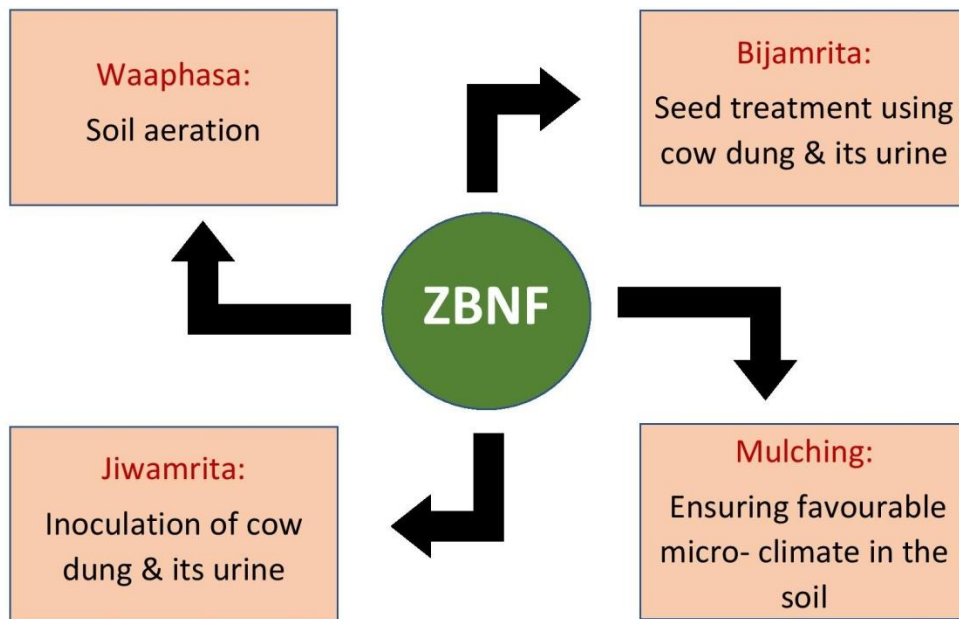 Waaphasa:
Soil aeration
Bijamrita:
Seed treatment using
cow dung & its urine
ZBNF
Jiwamrita:
Inoculation of cow
dung & its urine
Mulching:
Ensuring favourable
micro- climate in the
soil